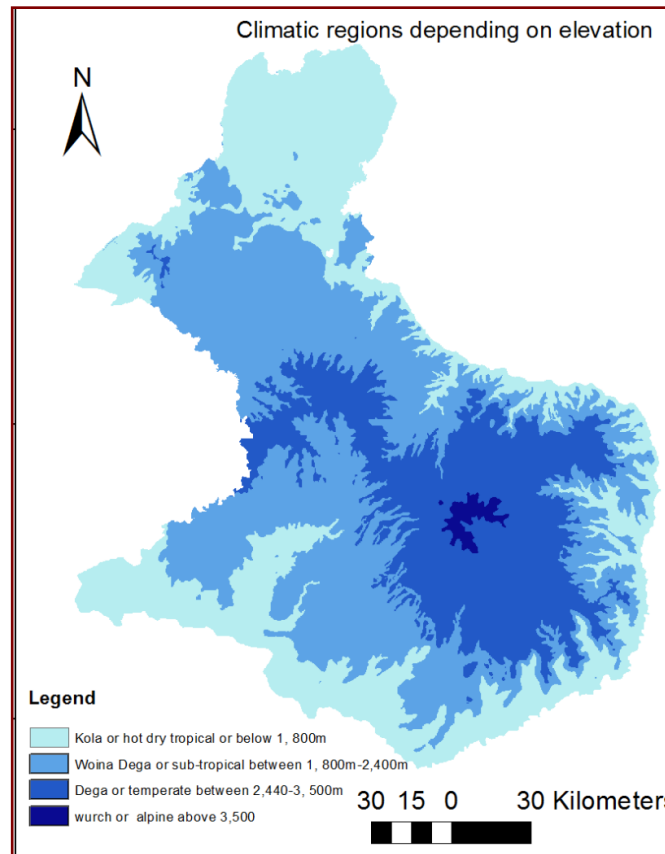 Climatic regions depending on elevation
N
Legend
Kola or hot dry tropical or below 1, 800m
Woina Dega or sub-tropical between 1, 800m-2,400m
Dega or temperate between 2,440-3, 500m
wurch or alpine above 3,500
30 15 0 30 Kilometers